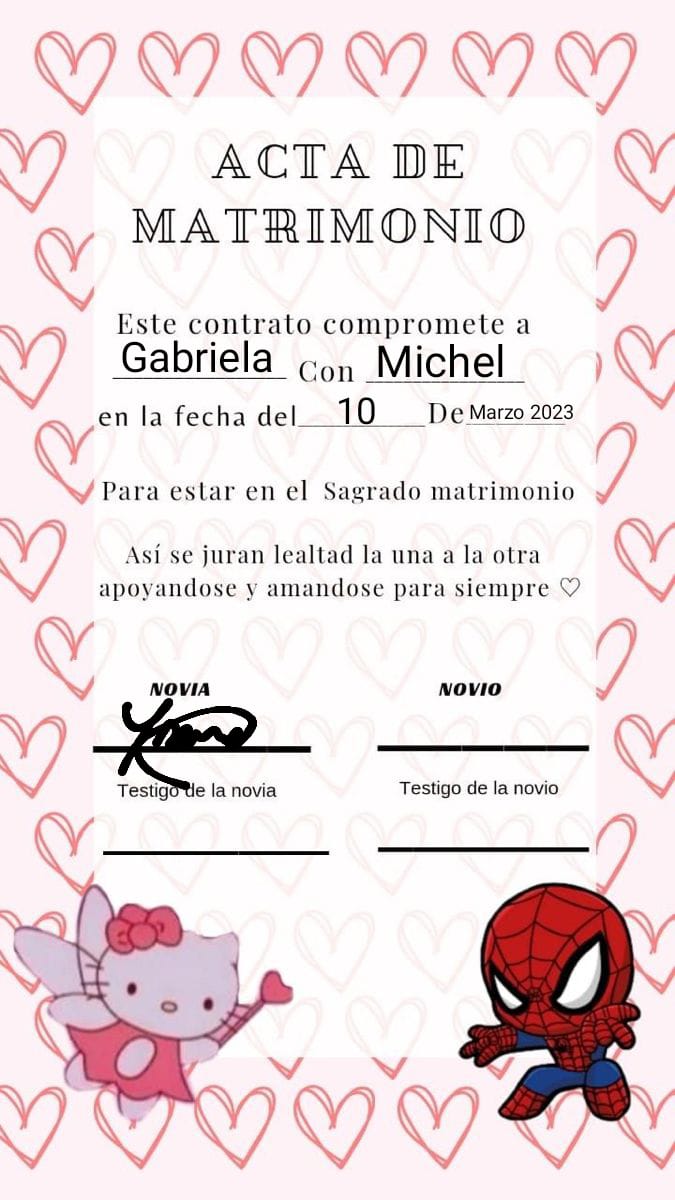 ACTA DE
MATRIMONIO
Este contrato compromete a
Gabriela Con Michel
en la fecha del 10 De Marzo 2023
Para estar en el Sagrado matrimonio
Así se juran lealtad la una a la otra
apoyandose y amandose para siempre ♡
NOVIA NOVIO
Testigo de la novia Testigo de la novio